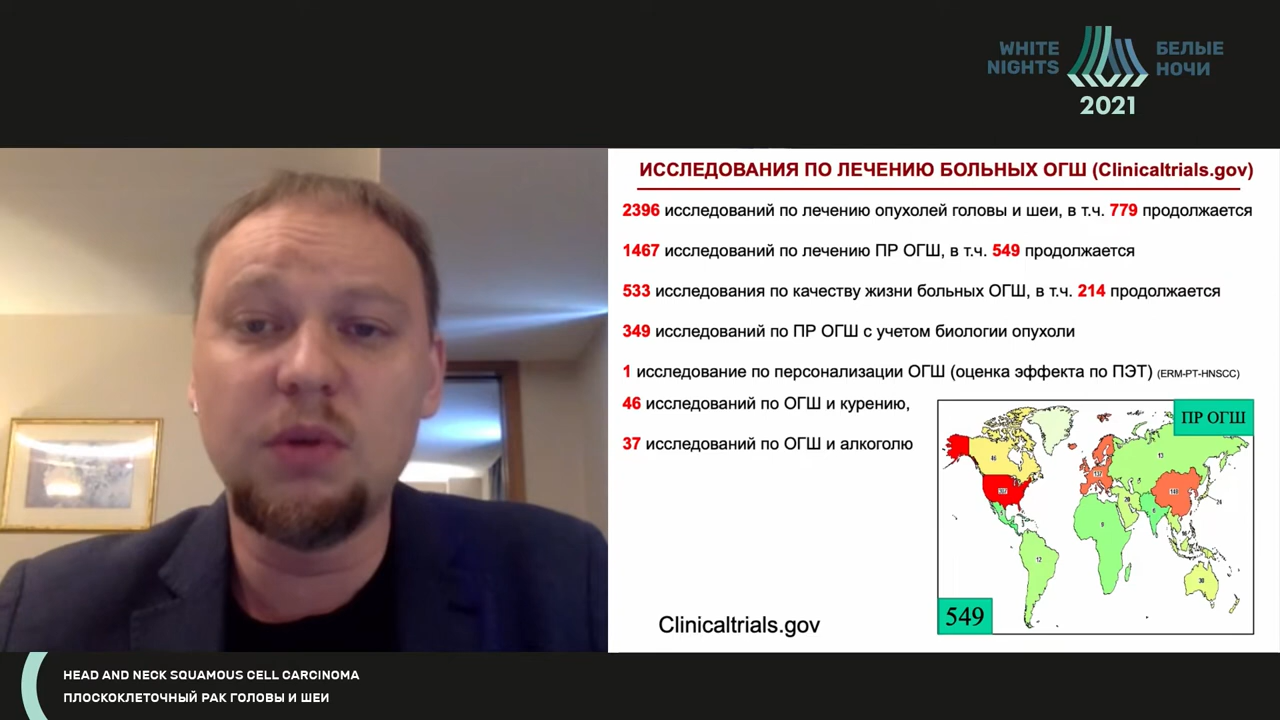 WHITE
NIGHTS
БЕЛЫЕ
НОЧИ
2021
ИССЛЕДОВАНИЯ ПО ЛЕЧЕНИЮ БОЛЬНЫХ ОГШ (Clinicaltrials.gov)
2396 исследований по лечению опухолей головы и шеи, в т.ч. 779 продолжается
1467 исследований по лечению ПР ОГШ, в т.ч. 549 продолжается
533 исследования по качеству жизни больных ОГШ, в т.ч. 214 продолжается
349 исследований по ПР ОГШ с учетом биологии опухоли
1 исследование по персонализации ОГШ (оценка эффекта по ПЭТ) (ERM-PT-HNSCC)
46 исследований по ОГШ и курению,
37 исследований по ОГШ и алкоголю
ПР ОГШ
46
13
12
30
549
Clinicaltrials.gov
HEAD AND NECK SQUAMOUS CELL CARCINOMA
ПЛОСКОКЛЕТОЧНЫЙ РАК ГОЛОВЫ И ШЕИ